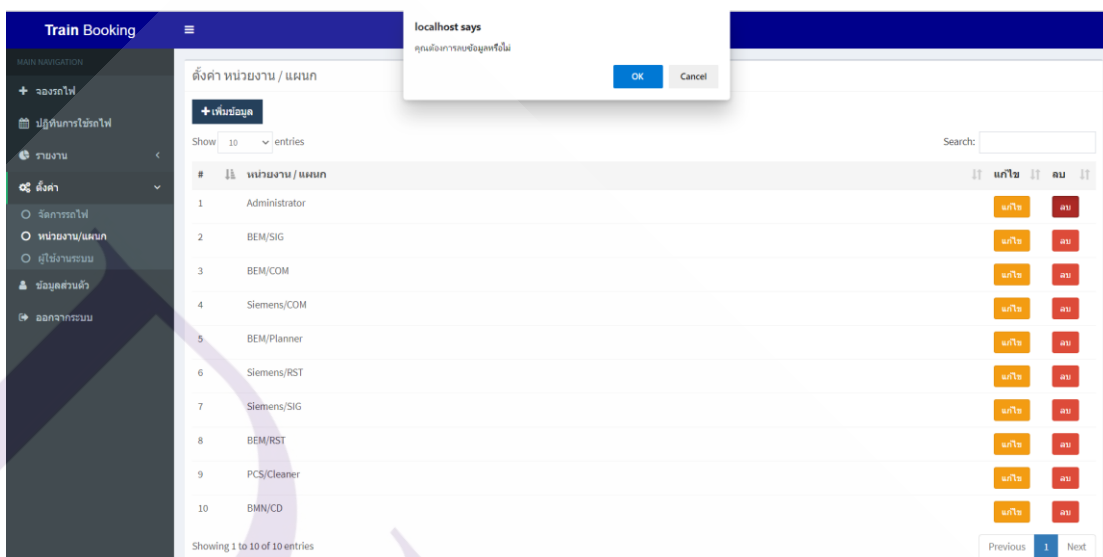 Train Booking
localhost says
คุณต้องการลบข้อมูลหรือไม่
OK Cancel
MAIN NAVIGATION
จองรถไฟ
ปฏิทินการใช้รถไฟ
รายงาน
ตั้งค่า
จัดการรถไฟ
หน่วยงาน/แผนก
ผู้ใช้งานระบบ
ข้อมูลส่วนตัว
ออกจากระบบ
ตั้งค่า หน่วยงาน / แผนก
+เพิ่มข้อมูล
Show 10 entries Search:
# หน่วยงาน / แผนก แก้ไข ลบ
1 Administrator แก้ไข ลบ
2 BEM/SIG แก้ไข ลบ
3 BEM/COM แก้ไข ลบ
4 Siemens/COM แก้ไข ลบ
5 BEM/Planner แก้ไข ลบ
6 Siemens/RST แก้ไข ลบ
7 Siemens/SIG แก้ไข ลบ
8 BEM/RST แก้ไข ลบ
9 PCS/Cleaner แก้ไข ลบ
10 BMN/CD แก้ไข ลบ
Showing 1 to 10 of 10 entries Previous 1 Next